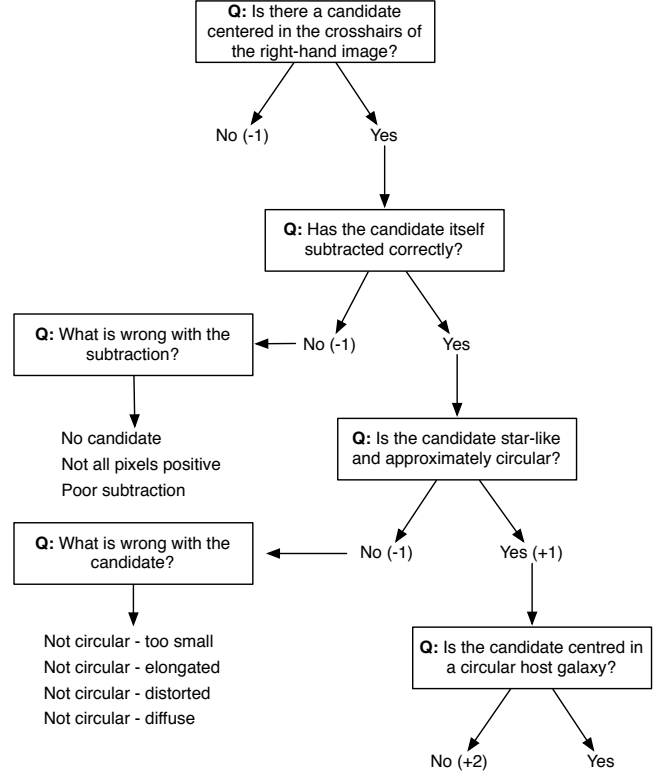 Q: Is there a candidate
centered in the crosshairs of
the right-hand image?
No (-1)
Yes
Q: Has the candidate itself
subtracted correctly?
No (-1)
Yes
Q: What is wrong with the
subtraction?
No candidate
Not all pixels positive
Poor subtraction
Q: Is the candidate star-like
and approximately circular?
No (-1)
Yes (+1)
Q: What is wrong with the
candidate?
Not circular - too small
Not circular - elongated
Not circular - distorted
Not circular - diffuse
Q: Is the candidate centred in
a circular host galaxy?
No (+2)
Yes